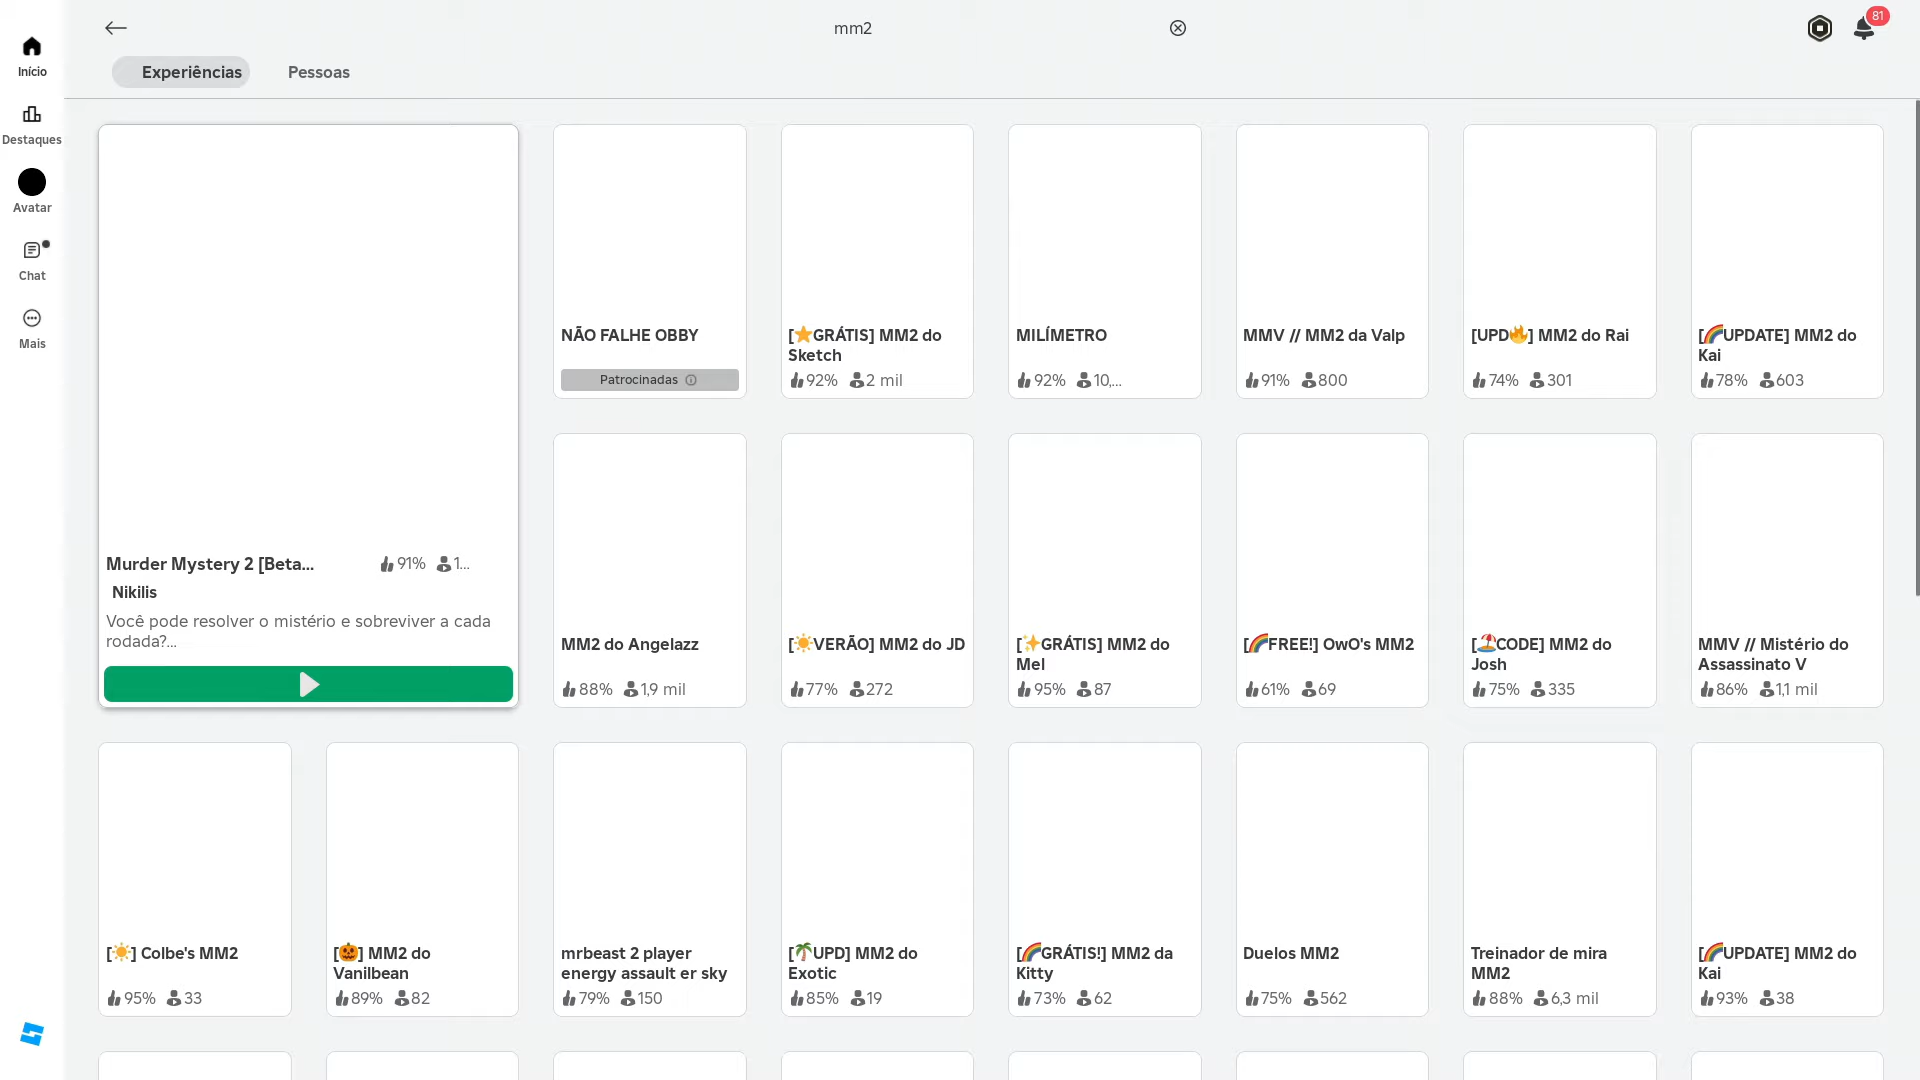 mm2
81
Início
Destaques
Avatar
Chat
Mais
Experiências
Pessoas
Murder Mystery 2 [Beta...
91% 1...
Nikilis
Você pode resolver o mistério e sobreviver a cada
rodada?...
NÃO FALHE OBBY
Patrocinadas
[⭐GRÁTIS] MM2 do
Sketch
92% 2 mil
MILÍMETRO
92% 10,...
MMV // MM2 da Valp
91% 800
[UPD🔥] MM2 do Rai
74% 301
[🌈UPDATE] MM2 do
Kai
78% 603
MM2 do Angelazz
88% 1,9 mil
[☀️VERÃO] MM2 do JD
77% 272
[✨GRÁTIS] MM2 do
Mel
95% 87
[🌈FREE!] OwO's MM2
61% 69
[🏖️CODE] MM2 do
Josh
75% 335
MMV // Mistério do
Assassinato V
86% 1,1 mil
[☀️] Colbe's MM2
95% 33
[🎃] MM2 do
Vanilbean
89% 82
mrbeast 2 player
energy assault er sky
79% 150
[🌴UPD] MM2 do
Exotic
85% 19
[🌈GRÁTIS!] MM2 da
Kitty
73% 62
Duelos MM2
75% 562
Treinador de mira
MM2
88% 6,3 mil
[🌈UPDATE] MM2 do
Kai
93% 38